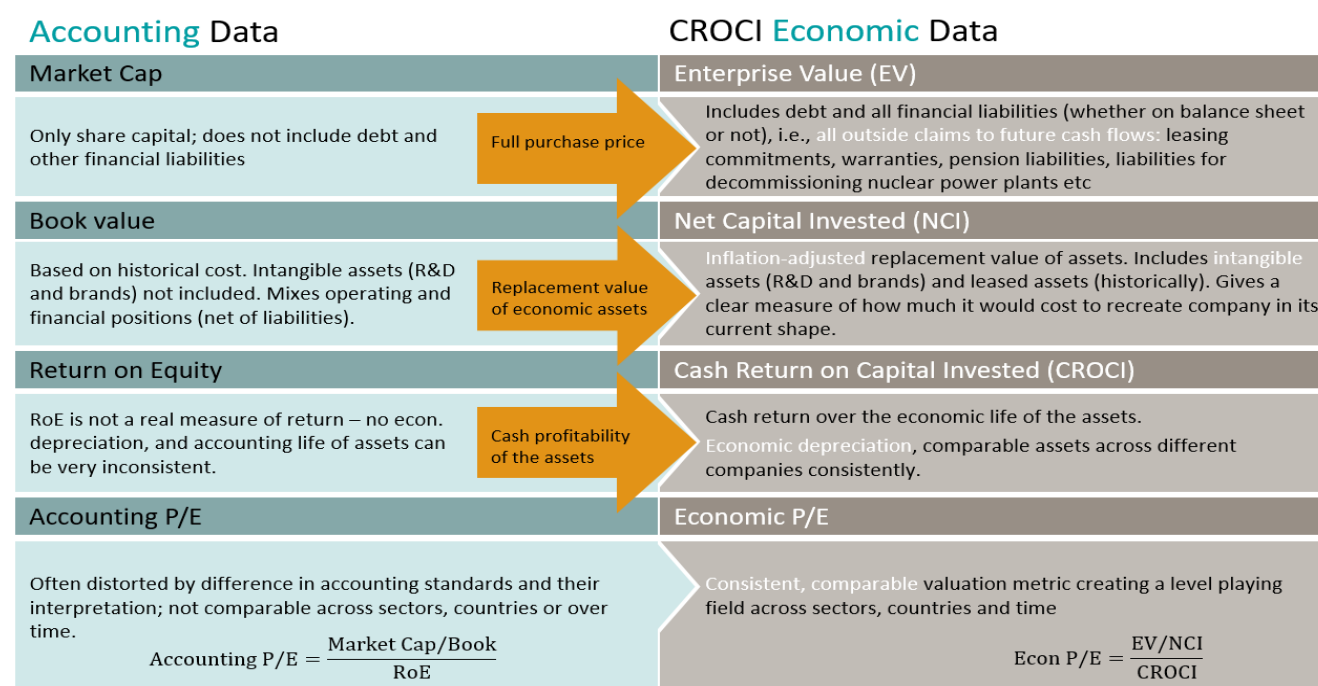 Accounting Data
CROCI Economic Data
Market Cap
Enterprise Value (EV)
Only share capital; does not include debt and
other financial liabilities
Full purchase price
Includes debt and all financial liabilities (whether on balance sheet
or not), i.e., all outside claims to future cash flows: leasing
commitments, warranties, pension liabilities, liabilities for
decommissioning nuclear power plants etc
Book value
Net Capital Invested (NCI)
Based on historical cost. Intangible assets (R&D
and brands) not included. Mixes operating and
financial positions (net of liabilities).
Replacement value
of economic assets
Inflation-adjusted replacement value of assets. Includes intangible
assets (R&D and brands) and leased assets (historically). Gives a
clear measure of how much it would cost to recreate company in its
current shape.
Return on Equity
Cash Return on Capital Invested (CROCI)
RoE is not a real measure of return – no econ.
depreciation, and accounting life of assets can
be very inconsistent.
Cash profitability
of the assets
Cash return over the economic life of the assets.
Economic depreciation, comparable assets across different
companies consistently.
Accounting P/E
Economic P/E
Often distorted by difference in accounting standards and their
interpretation; not comparable across sectors, countries or over
time.
Accounting P/E = Market Cap/Book
RoE
Consistent, comparable valuation metric creating a level playing
field across sectors, countries and time
Econ P/E = EV/NCI
CROCI